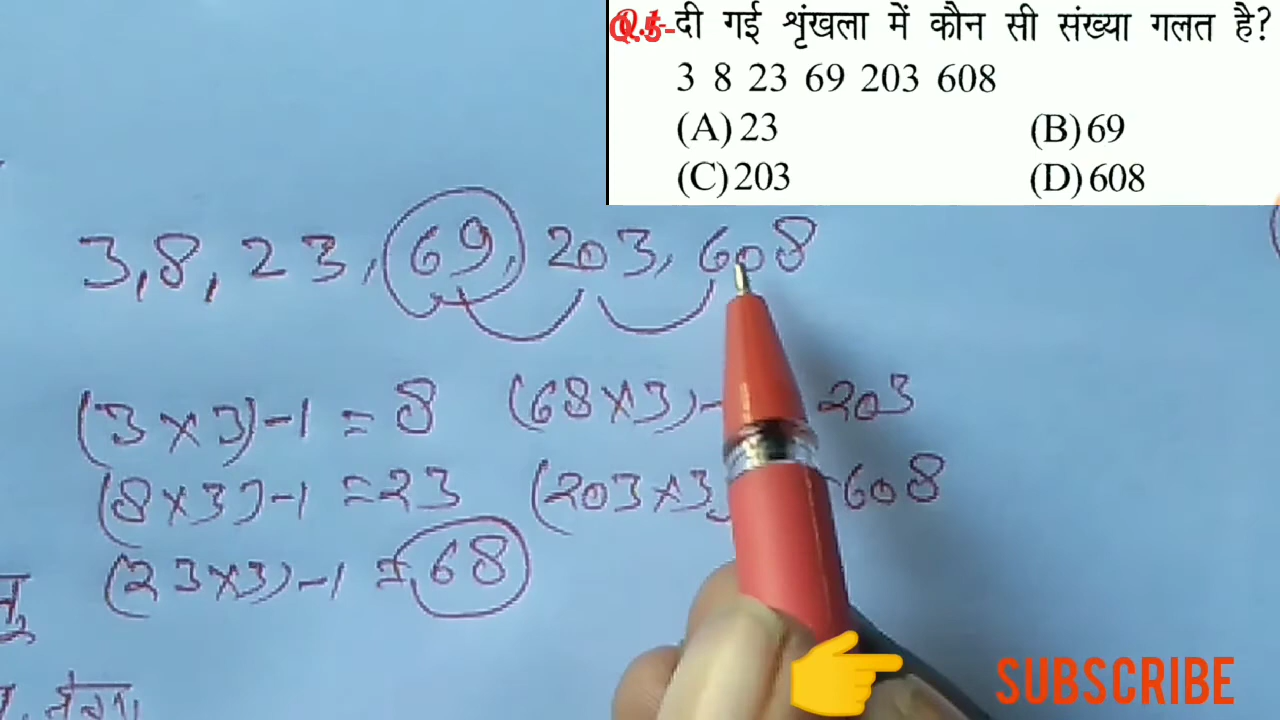 दी गई श्रृंखला में कौन सी संख्या गलत है?
3 8 23 69 203 608
(A) 23 (B) 69
(C) 203 (D) 608
3, 8, 23, 69, 203, 608
(3×3)-1 = 8 (68×3)- 203
(8×3)-1 = 23 (203×3) 608
(23×3)-1 = 68
SUBSCRIBE